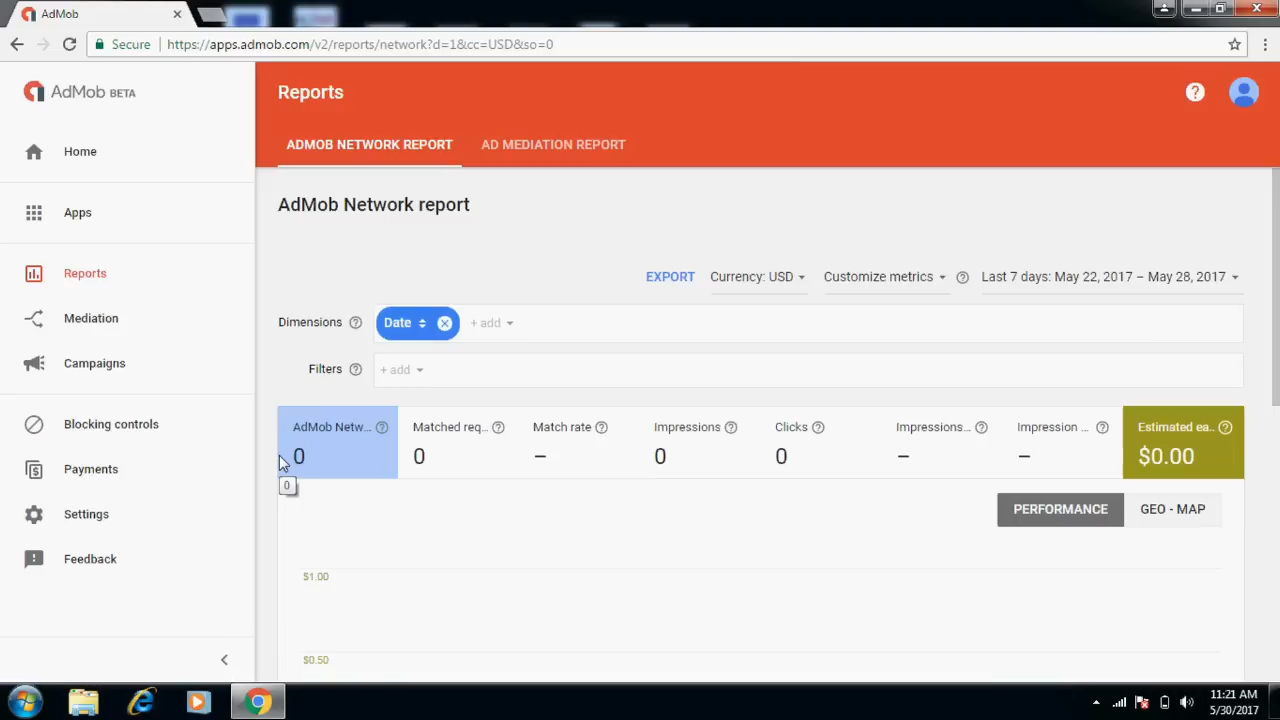 AdMob
Secure
https://apps.admob.com/v2/reports/network?d=1&cc=USD&so=0
AdMob BETA
Home
Apps
Reports
Mediation
Campaigns
Blocking controls
Payments
Settings
Feedback
Reports
ADMOB NETWORK REPORT
AD MEDIATION REPORT
AdMob Network report
EXPORT
Currency: USD
Customize metrics
Last 7 days: May 22, 2017 – May 28, 2017
Dimensions
Date
+ add
Filters
+ add
AdMob Netw...
0
Matched req...
0
Match rate
–
Impressions
0
Clicks
0
Impressions...
–
Impression ...
–
Estimated ea..
$0.00
0
PERFORMANCE
GEO - MAP
$1.00
$0.50
11:21 AM
5/30/2017